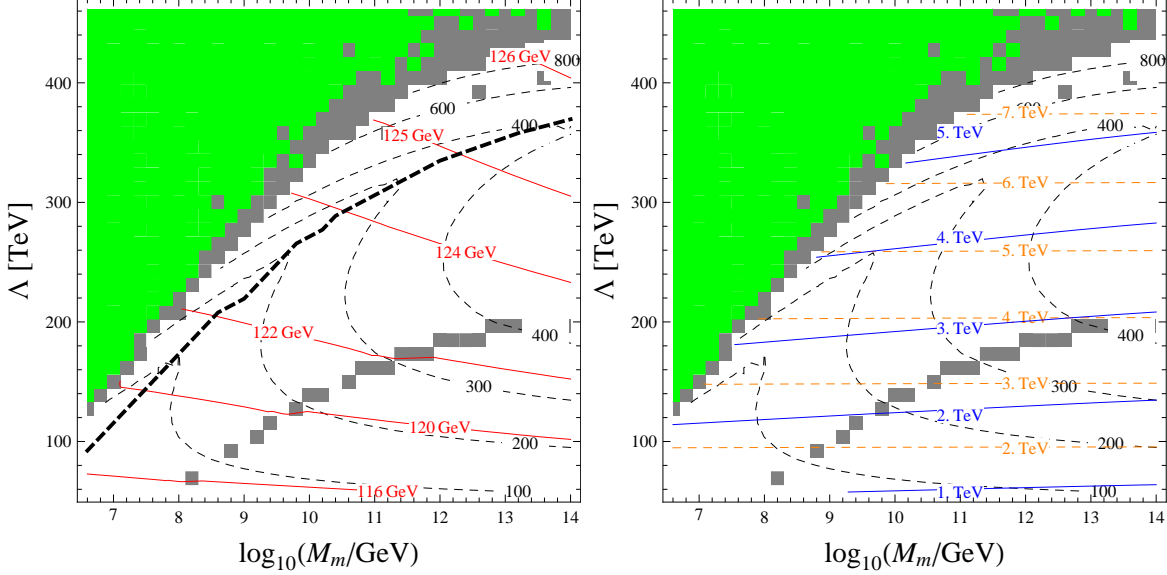 126 GeV
800
600
400
125 GeV
124 GeV
400
122 GeV
300
120 GeV
200
116 GeV
100
400
300
200
100
Λ [TeV]
7 8 9 10 11 12 13 14
log10(Mm/GeV)
800
600
7. TeV
400
5. TeV
6. TeV
4. TeV
5. TeV
4. TeV
3. TeV
400
3. TeV
300
2. TeV
200
2. TeV
100
1. TeV
400
300
200
100
Λ [TeV]
7 8 9 10 11 12 13 14
log10(Mm/GeV)